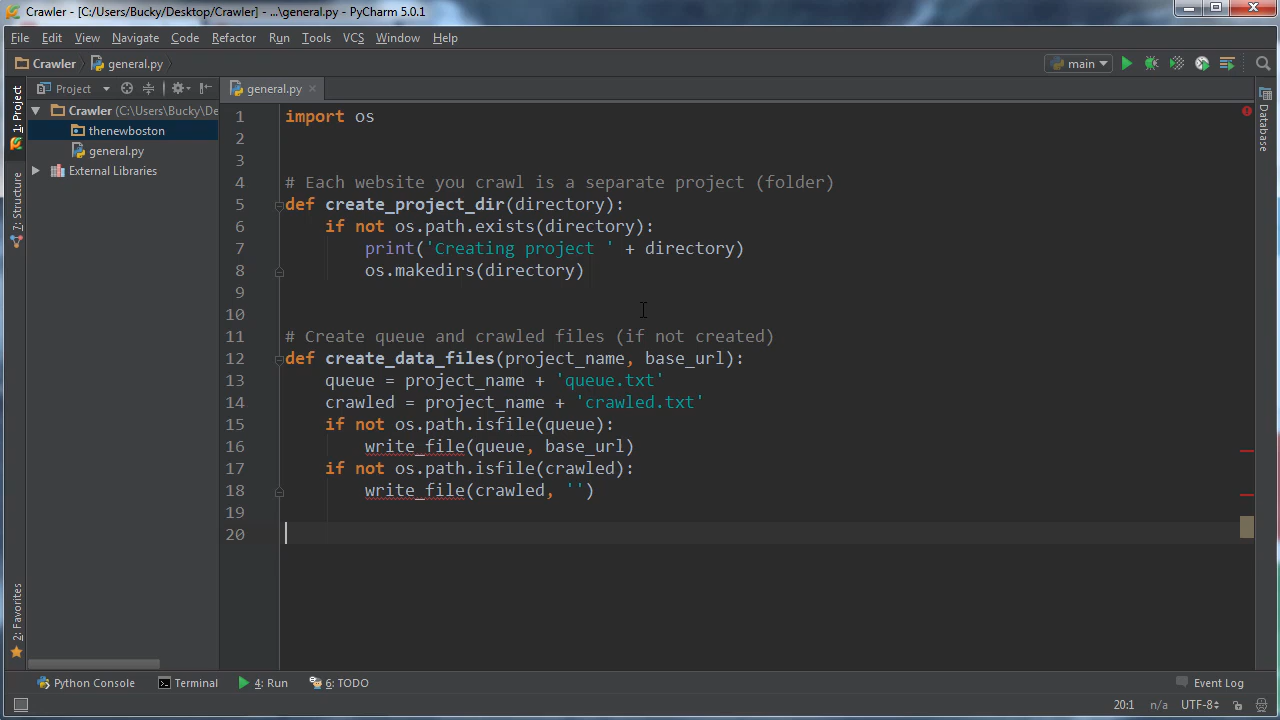 Crawler - [C:/Users/Bucky/Desktop/Crawler] - ...\general.py - PyCharm 5.0.1
File Edit View Navigate Code Refactor Run Tools VCS Window Help
Crawler general.py main
Project general.py
1: Project
7: Structure
2: Favorites
Crawler (C:\Users\Bucky\De
thenewboston
general.py
External Libraries
Database
1 import os
2
3
4 # Each website you crawl is a separate project (folder)
5 def create_project_dir(directory):
6 if not os.path.exists(directory):
7 print('Creating project ' + directory)
8 os.makedirs(directory)
9
10
11 # Create queue and crawled files (if not created)
12 def create_data_files(project_name, base_url):
13 queue = project_name + 'queue.txt'
14 crawled = project_name + 'crawled.txt'
15 if not os.path.isfile(queue):
16 write_file(queue, base_url)
17 if not os.path.isfile(crawled):
18 write_file(crawled, '')
19
20
Python Console Terminal 4: Run 6: TODO Event Log
20:1 n/a UTF-8